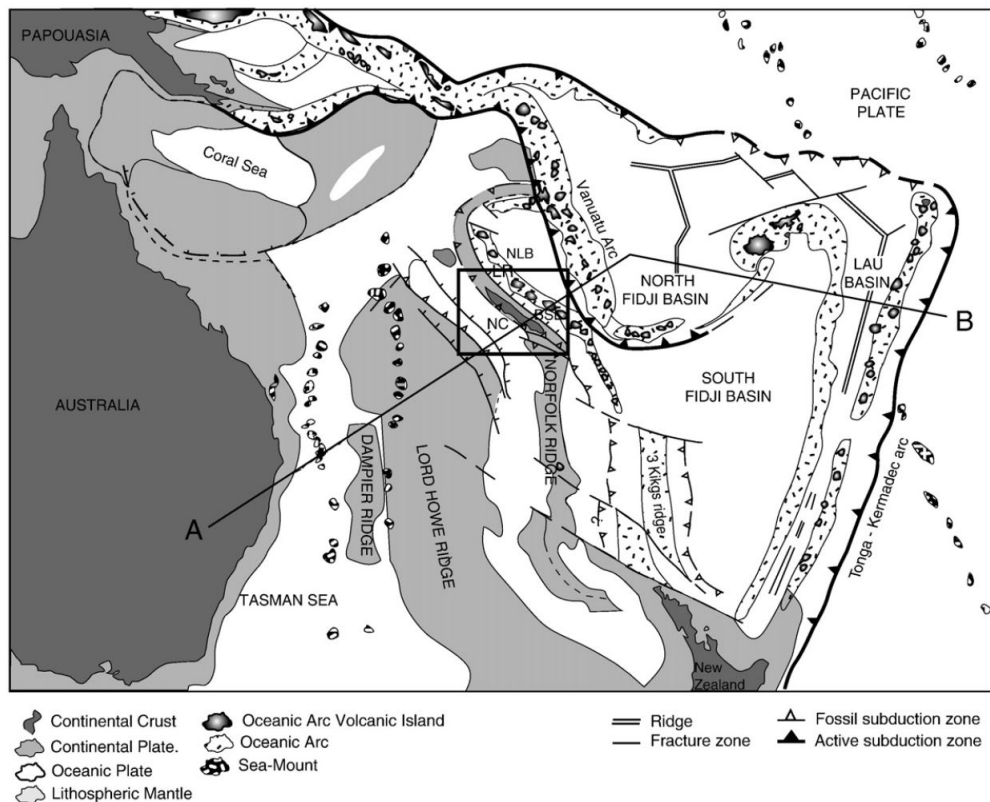 PAPOUASIA
PACIFIC
PLATE
Coral Sea
Vanuatu Arc
NLB
LR
NORTH
FIDJI BASIN
LAU
BASIN
B
NC
BSL
AUSTRALIA
SOUTH
FIDJI BASIN
NORFOLK RIDGE
DAMPIER RIDGE
LORD HOWE RIDGE
3 Kikgs ridge
?
A
Tonga - Kermadec arc
TASMAN SEA
New
Zealand
Continental Crust
Continental Plate.
Oceanic Plate
Lithospheric Mantle
Oceanic Arc Volcanic Island
Oceanic Arc
Sea-Mount
Ridge
Fracture zone
Fossil subduction zone
Active subduction zone